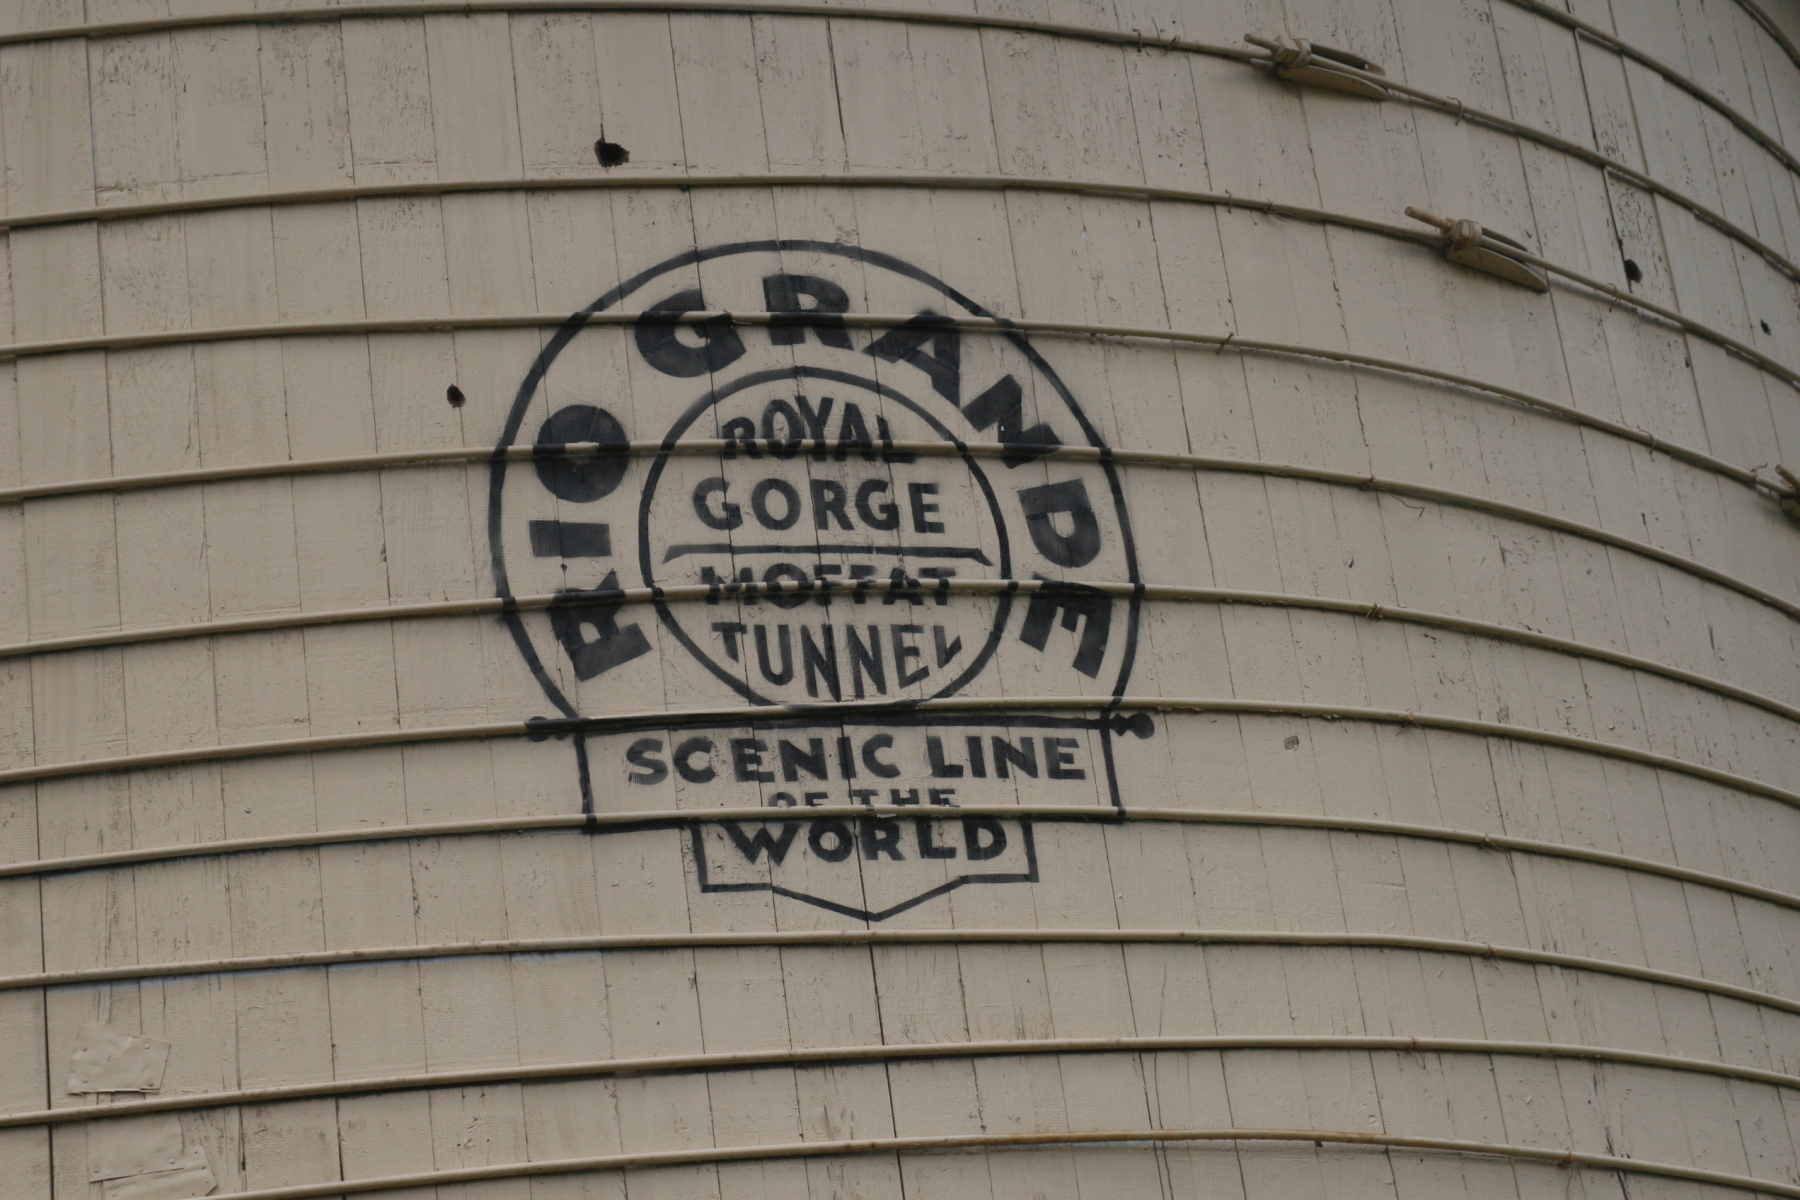 RIO GRANDE
ROYAL
GORGE
MOFFAT
TUNNEL
SCENIC LINE
OF THE
WORLD